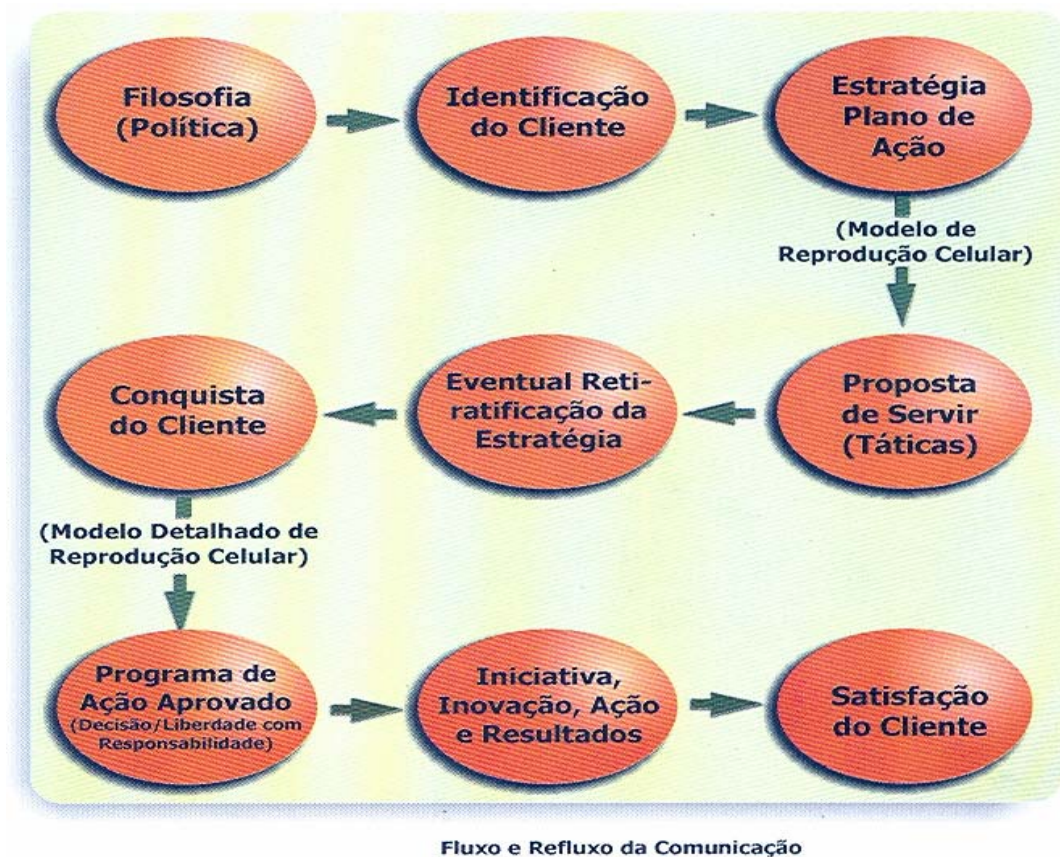 Filosofia
(Política)
Identificação
do Cliente
Estratégia
Plano de
Ação
(Modelo de
Reprodução Celular)
Proposta
de Servir
(Táticas)
Eventual Reti-
ratificação da
Estratégia
Conquista
do Cliente
(Modelo Detalhado de
Reprodução Celular)
Programa de
Ação Aprovado
(Decisão/Liberdade com
Responsabilidade)
Iniciativa,
Inovação, Ação
e Resultados
Satisfação
do Cliente
Fluxo e Refluxo da Comunicação